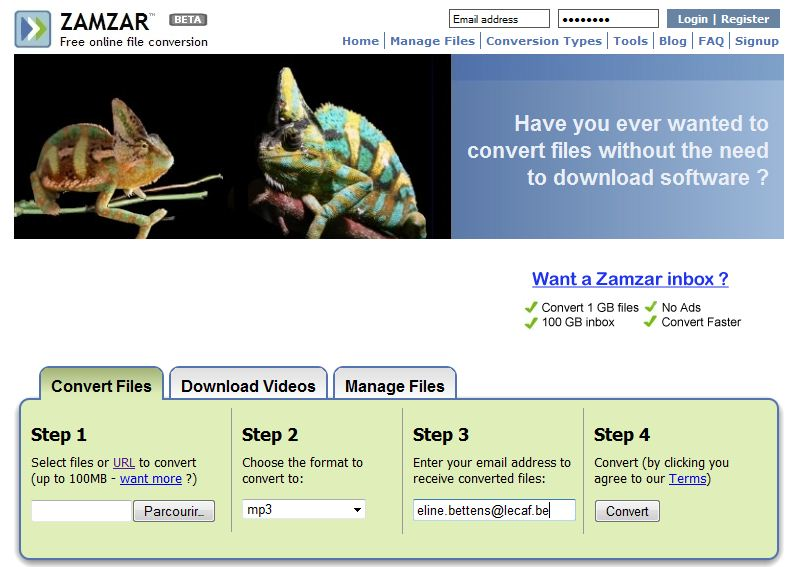 ZAMZAR™ BETA
Free online file conversion
Email address
••••••••
Login | Register
Home | Manage Files | Conversion Types | Tools | Blog | FAQ | Signup
Have you ever wanted to
convert files without the need
to download software ?
Want a Zamzar inbox ?
Convert 1 GB files No Ads
100 GB inbox Convert Faster
Convert Files Download Videos Manage Files
Step 1
Select files or URL to convert
(up to 100MB - want more ?)
Parcourir...
Step 2
Choose the format to
convert to:
mp3
Step 3
Enter your email address to
receive converted files:
eline.bettens@lecaf.be
Step 4
Convert (by clicking you
agree to our Terms)
Convert